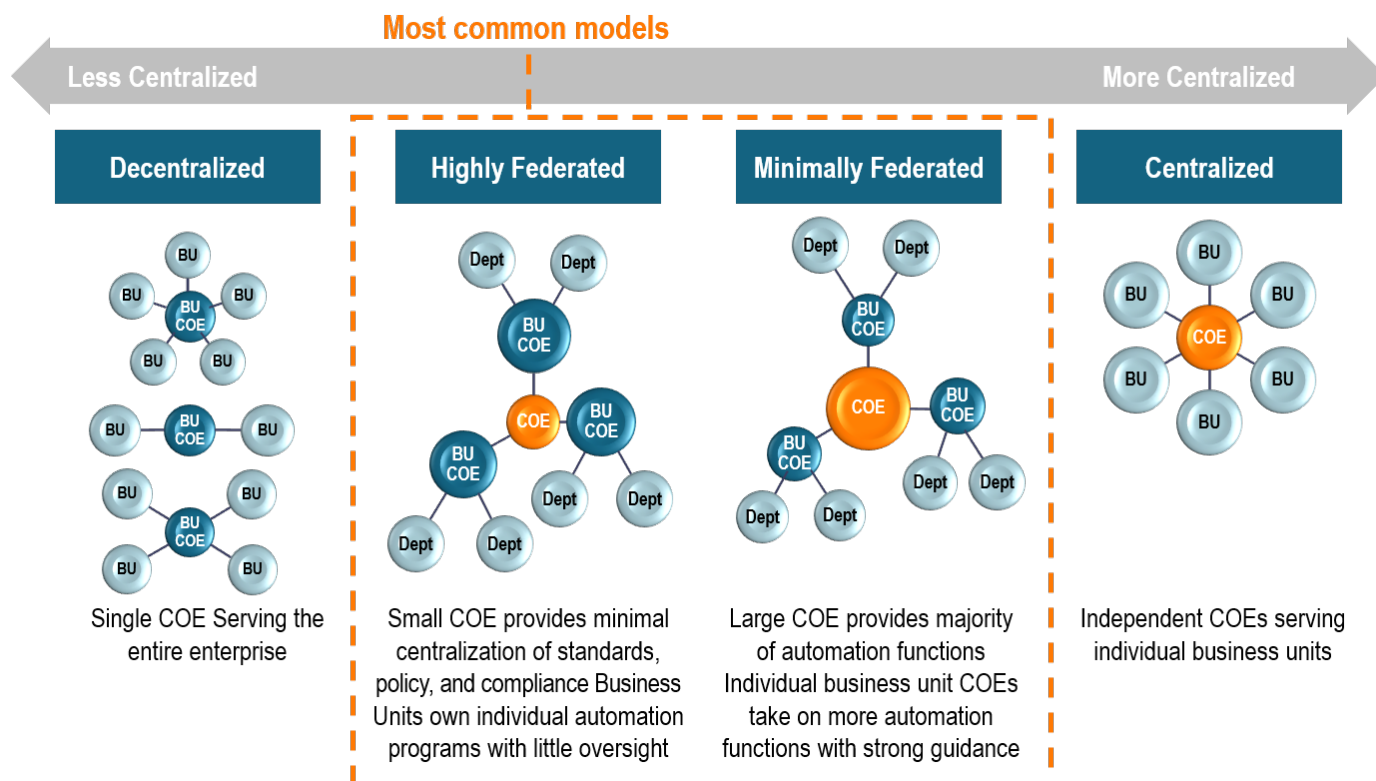 Most common models
Less Centralized
More Centralized
Decentralized
BU
BU
BU
BU
COE
BU
BU
BU
BU
COE
BU
BU
BU
BU
COE
BU
BU
Single COE Serving the
entire enterprise
Highly Federated
Dept
Dept
BU
COE
COE
BU
COE
BU
COE
Dept
Dept
Dept
Small COE provides minimal
centralization of standards,
policy, and compliance Business
Units own individual automation
programs with little oversight
Minimally Federated
Dept
Dept
BU
COE
COE
BU
COE
BU
COE
Dept
Dept
Dept
Dept
Large COE provides majority
of automation functions
Individual business unit COEs
take on more automation
functions with strong guidance
Centralized
BU
BU
BU
COE
BU
BU
BU
Independent COEs serving
individual business units